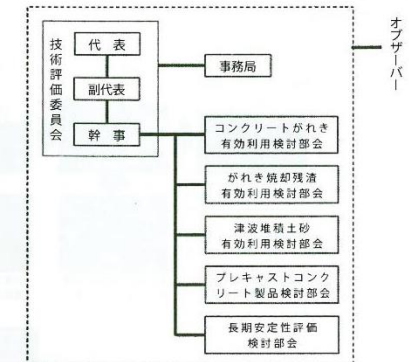 技術評価委員会
代表
副代表
幹事
事務局
オブザーバー
コンクリートがれき
有効利用検討部会
がれき焼却残渣
有効利用検討部会
津波堆積土砂
有効利用検討部会
プレキャストコンク
リート製品検討部会
長期安定性評価
検討部会